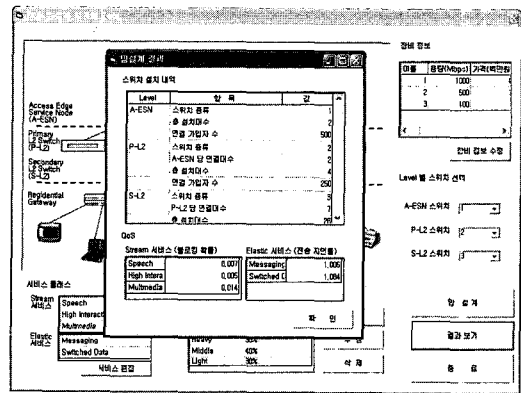 장비 정보
이름 용량(Mbps) 가격(백만원
1 1000
2 500
3 100
장비 정보 수정
Level 별 스위치 선택
A-ESN 스위치 1
P-L2 스위치 2
S-L2 스위치 3
망 설 계
결과 보기
종 료
Access Edge
Service Node
(A-ESN)
Primary
L2 Switch
(P-L2)
Secondary
L2 Switch
(S-L2)
Regidental
Gateway
망설계 결과
스위치 설치 내역
Level 항 목 값
A-ESN 스위치 종류 1
총 설치대수 2
연결 가입자 수 500
P-L2 스위치 종류 2
A-ESN 당 연결대수 2
총 설치대수 4
연결 가입자 수 250
S-L2 스위치 종류 3
P-L2 당 연결대수 7
총 설치대수 28
QoS
Stream 서비스 (블로킹 확률)
Speech 0,007
High Intera 0,005
Multmedia 0,014
Elastic 서비스 (전송 지연률)
Messaging 1,005
Switched D 1,084
확 인
서비스 클래스
Stream
서비스
Speech
High Interact
Multmedia
Elastic
서비스
Messaging
Switched Data
서비스 편집
Heavy 30%
Middle 40%
Light 30%
삭 제